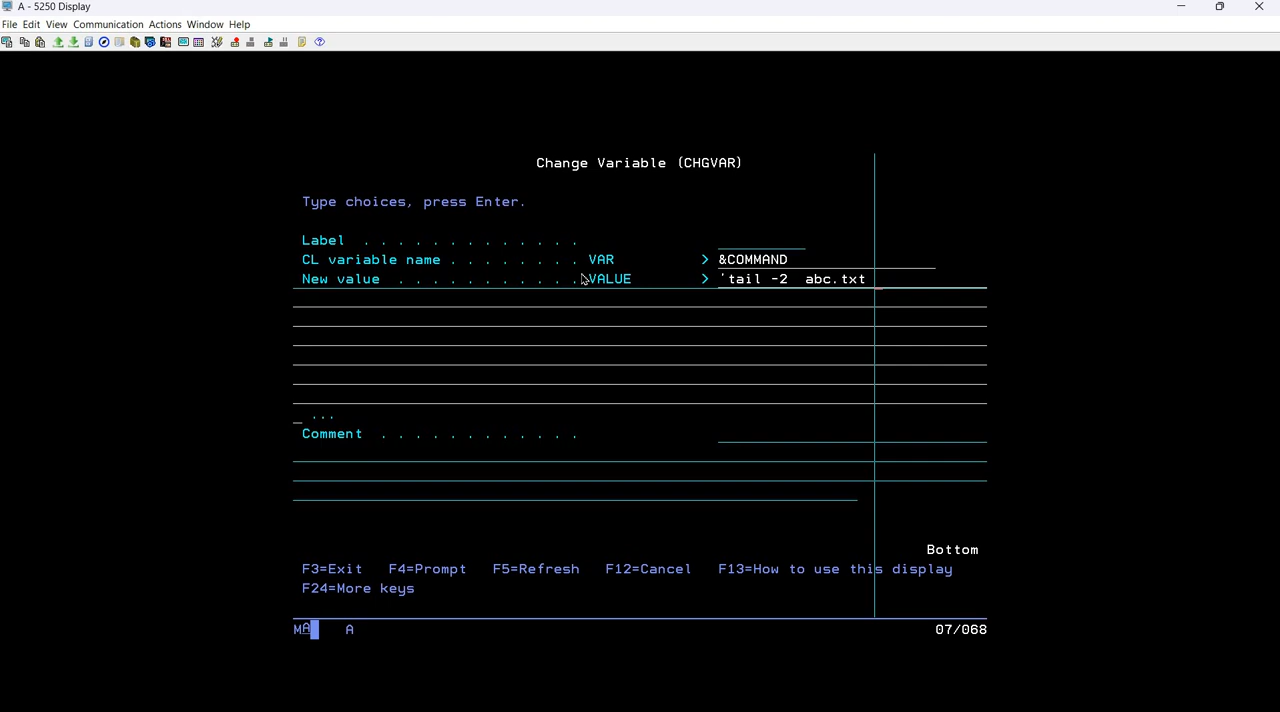 A - 5250 Display
File Edit View Communication Actions Window Help
Change Variable (CHGVAR)
Type choices, press Enter.
Label . . . . . . . . . . . . .
CL variable name . . . . . . . . VAR > &COMMAND
New value . . . . . . . . . . . VALUE > 'tail -2  abc.txt
_ ...
Comment . . . . . . . . . . . .
Bottom
F3=Exit F4=Prompt F5=Refresh F12=Cancel F13=How to use this display
F24=More keys
MA A 07/068